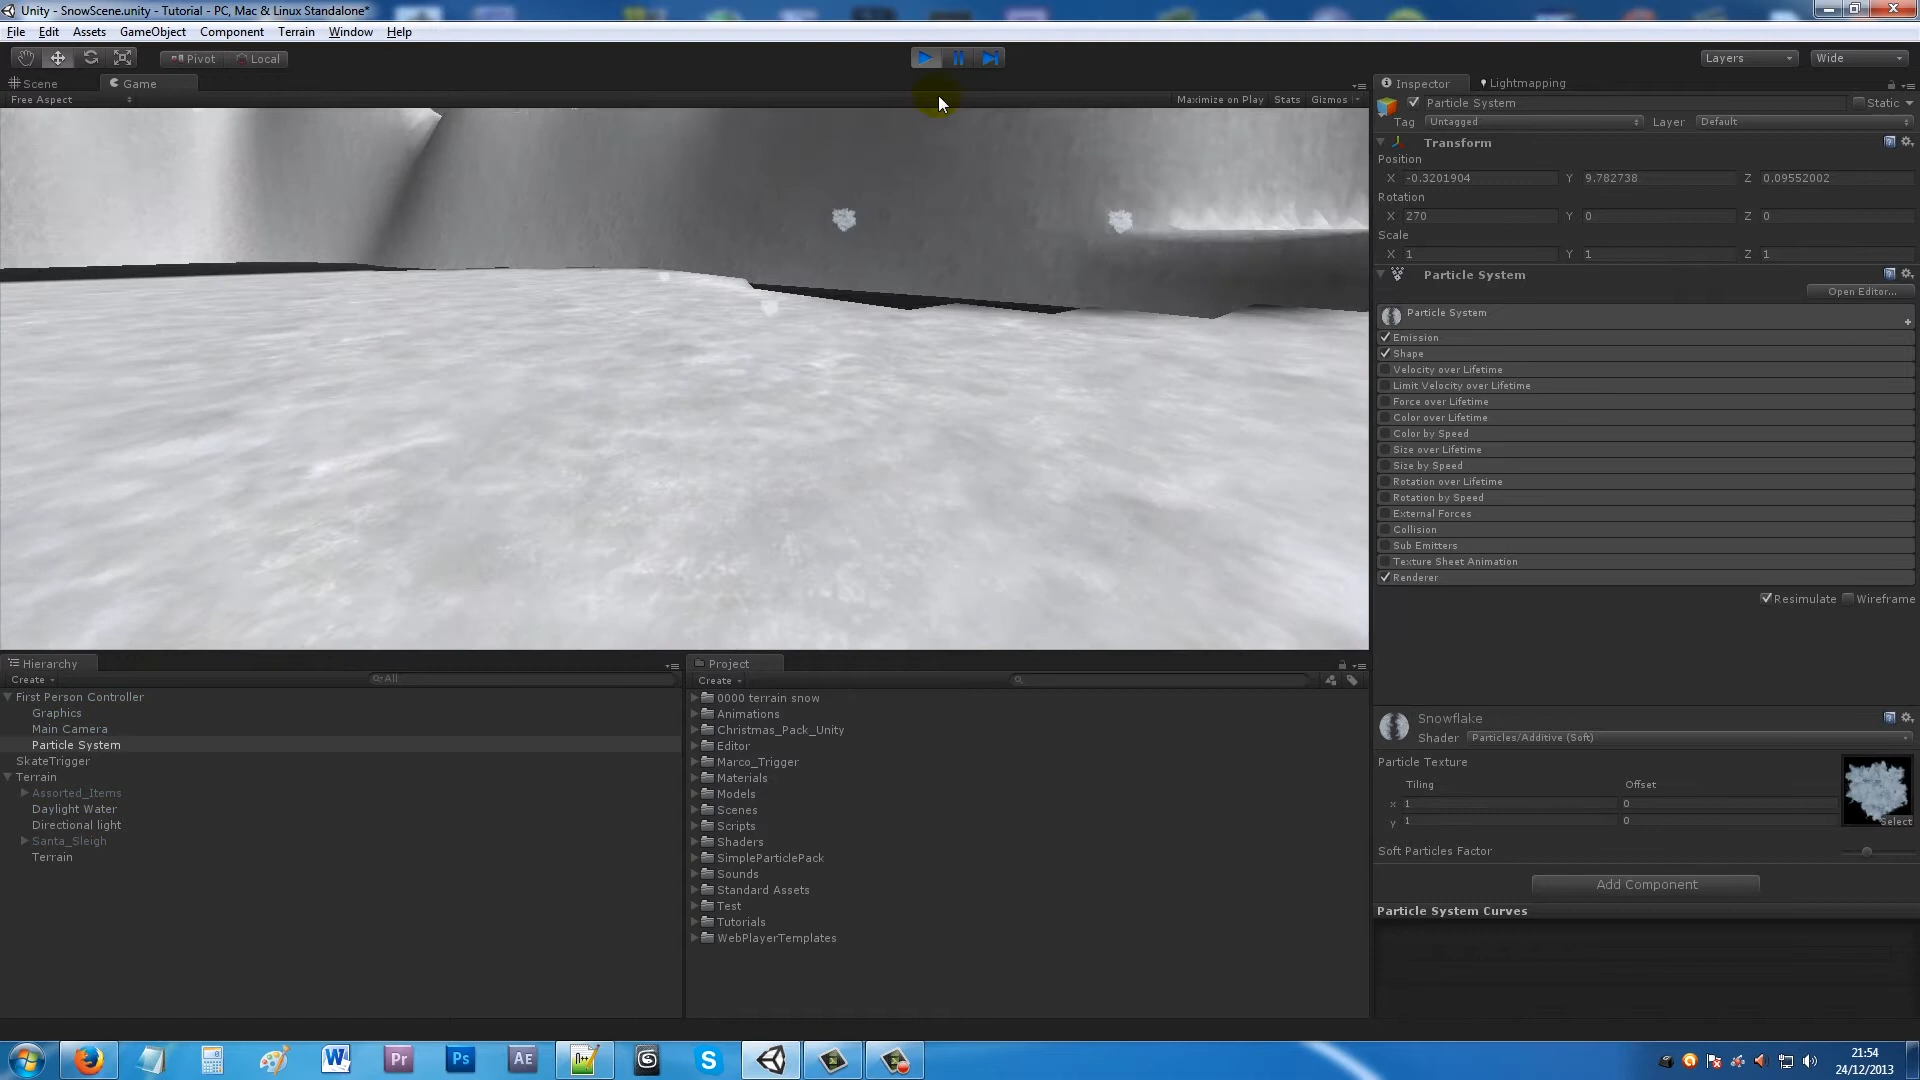 Unity - SnowScene.unity - Tutorial - PC, Mac & Linux Standalone*
File Edit Assets GameObject Component Terrain Window Help
Pivot Local Layers Wide
Scene Game
Free Aspect Maximize on Play Stats Gizmos
Inspector Lightmapping
Particle System Static
Tag Untagged Layer Default
Transform
Position
X -0.3201904 Y 9.782738 Z 0.09552002
Rotation
X 270 Y 0 Z 0
Scale
X 1 Y 1 Z 1
Particle System
Open Editor...
Particle System
Emission
Shape
Velocity over Lifetime
Limit Velocity over Lifetime
Force over Lifetime
Color over Lifetime
Color by Speed
Size over Lifetime
Size by Speed
Rotation over Lifetime
Rotation by Speed
External Forces
Collision
Sub Emitters
Texture Sheet Animation
Renderer
Resimulate Wireframe
Snowflake
Shader Particles/Additive (Soft)
Particle Texture
Tiling Offset
x 1 0
y 1 0
Select
Soft Particles Factor
Add Component
Particle System Curves
Hierarchy
Create All
First Person Controller
Graphics
Main Camera
Particle System
SkateTrigger
Terrain
Assorted_Items
Daylight Water
Directional light
Santa_Sleigh
Terrain
Project
Create
0000 terrain snow
Animations
Christmas_Pack_Unity
Editor
Marco_Trigger
Materials
Models
Scenes
Scripts
Shaders
SimpleParticlePack
Sounds
Standard Assets
Test
Tutorials
WebPlayerTemplates
W Pr Ps AE S
21:54
24/12/2013